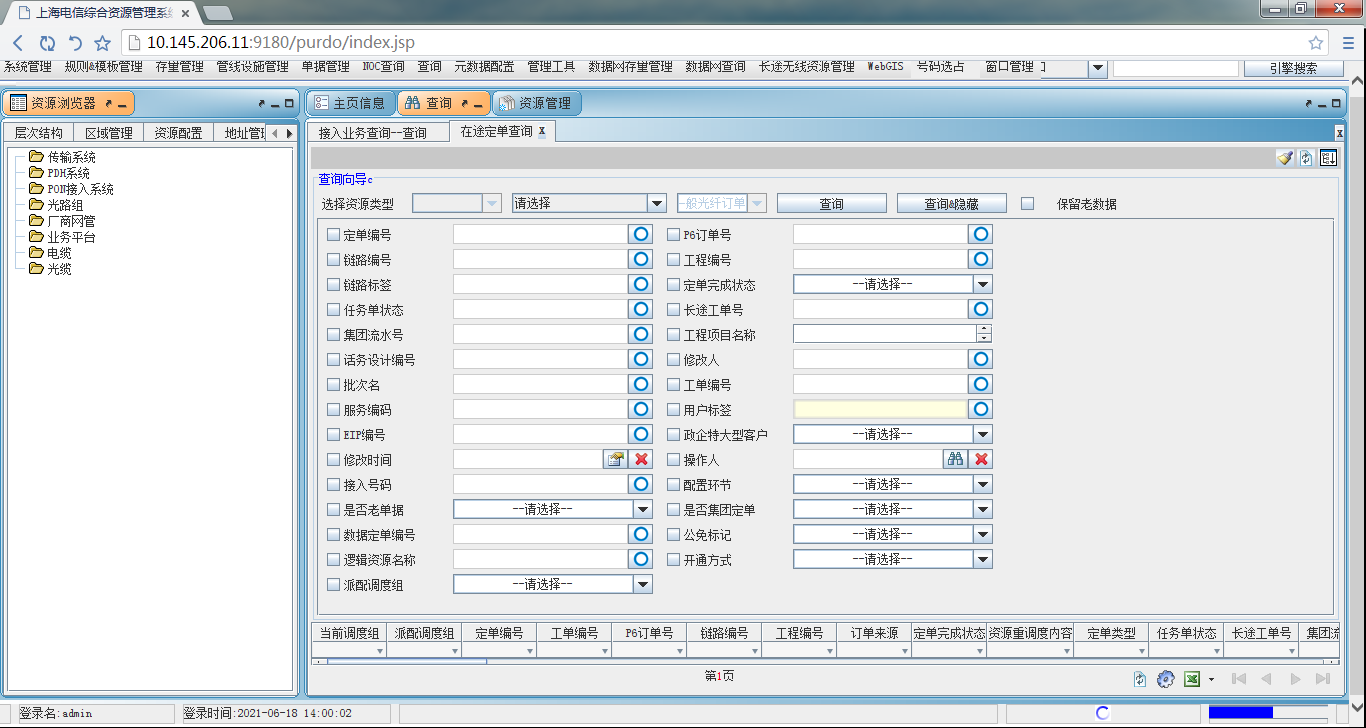 上海电信综合资源管理系
10.145.206.11:9180/purdo/index.jsp
系统管理 规则&模板管理 存量管理 管线设施管理 单据管理 NOC查询 查询 元数据配置 管理工具 数据网存量管理 数据网查询 长途无线资源管理 WebGIS 号码选占 窗口管理 引擎搜索
资源浏览器 主页信息 查询 资源管理
层次结构 区域管理 资源配置 地址管
接入业务查询--查询 在途定单查询 x
传输系统
PDH系统
PON接入系统
光路组
厂商网管
业务平台
电缆
光缆
查询向导c
选择资源类型 请选择 一般光纤订单 查询 查询&隐藏 保留老数据
定单编号 P6订单号
链路编号 工程编号
链路标签 定单完成状态 --请选择--
任务单状态 长途工单号
集团流水号 工程项目名称
话务设计编号 修改人
批次名 工单编号
服务编码 用户标签
EIP编号 政企特大型客户 --请选择--
修改时间 操作人
接入号码 配置环节 --请选择--
是否老单据 --请选择-- 是否集团定单 --请选择--
数据定单编号 公免标记 --请选择--
逻辑资源名称 开通方式 --请选择--
派配调度组 --请选择--
当前调度组 派配调度组 定单编号 工单编号 P6订单号 链路编号 工程编号 订单来源 定单完成状态 资源重调度内容 定单类型 任务单状态 长途工单号 集团流
第1页
登录名:admin 登录时间:2021-06-18 14:00:02